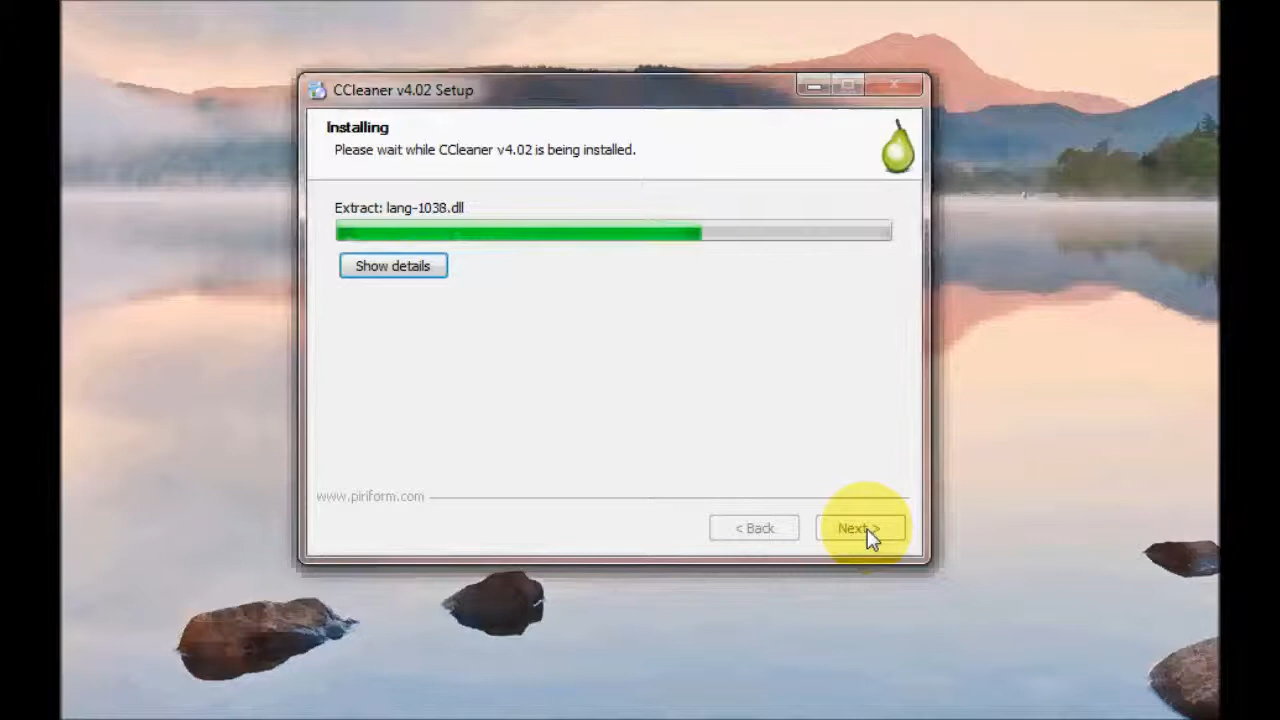 CCleaner v4.02 Setup
Installing
Please wait while CCleaner v4.02 is being installed.
Extract: lang-1038.dll
Show details
www.piriform.com
< Back
Next >